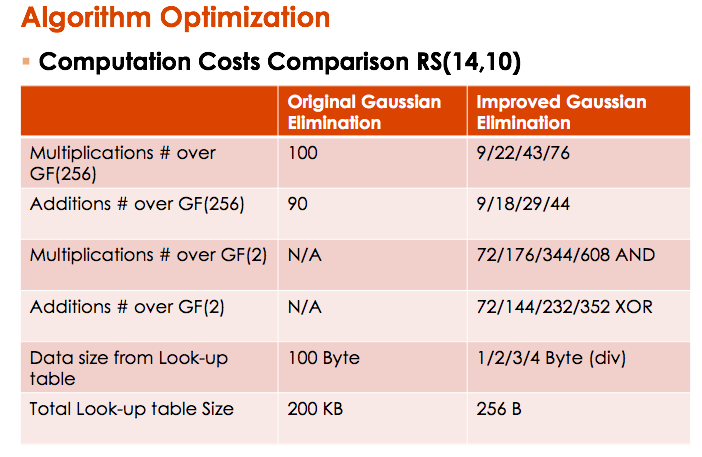 Algorithm Optimization
▪ Computation Costs Comparison RS(14,10)
Original Gaussian
Elimination
Improved Gaussian
Elimination
Multiplications # over
GF(256)
100
9/22/43/76
Additions # over GF(256)
90
9/18/29/44
Multiplications # over GF(2)
N/A
72/176/344/608 AND
Additions # over GF(2)
N/A
72/144/232/352 XOR
Data size from Look-up
table
100 Byte
1/2/3/4 Byte (div)
Total Look-up table Size
200 KB
256 B